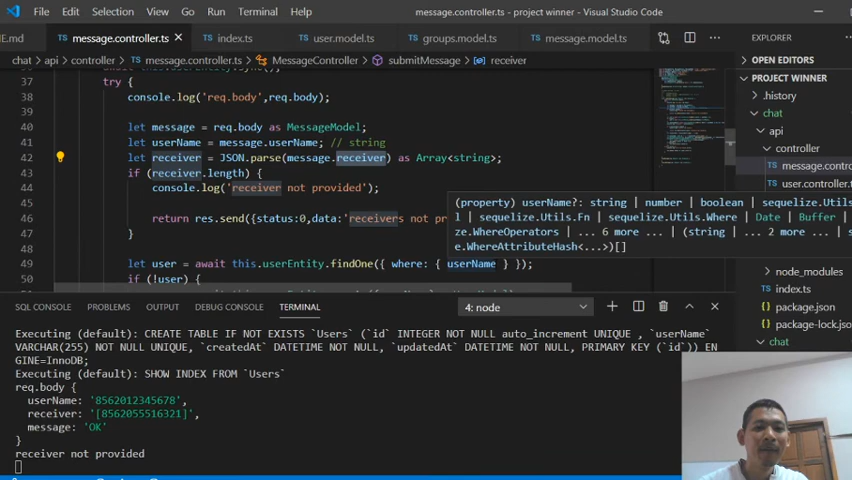 File Edit Selection View Go Run Terminal Help message.controller.ts - project winner - Visual Studio Code
E.md message.controller.ts index.ts user.model.ts groups.model.ts message.model.ts EXPLORER
chat > api > controller > message.controller.ts > MessageController > submitMessage > receiver
OPEN EDITORS
PROJECT WINNER
.history
chat
api
controller
message.contro
user.controller.t
node_modules
index.ts
package.json
package-lock.json
chat
37 try {
38 console.log('req.body',req.body);
39
40 let message = req.body as MessageModel;
41 let userName = message.userName; // string
42 let receiver = JSON.parse(message.receiver) as Array<string>;
43 if (receiver.length) {
44 console.log('receiver not provided');
45
46 return res.send({status:0,data:'receivers not pr
47 }
48
49 let user = await this.userEntity.findOne({ where: { userName } });
50 if (!user) {
(property) userName?: string | number | boolean | sequelize.Utils
l | sequelize.Utils.Fn | sequelize.Utils.Where | Date | Buffer |
ze.WhereOperators | ... 6 more ... | (string | ... 2 more ... | s
e.WhereAttributeHash<...>)[]
SQL CONSOLE PROBLEMS OUTPUT DEBUG CONSOLE TERMINAL 4: node
Executing (default): CREATE TABLE IF NOT EXISTS `Users` (`id` INTEGER NOT NULL auto_increment UNIQUE , `userName`
VARCHAR(255) NOT NULL UNIQUE, `createdAt` DATETIME NOT NULL, `updatedAt` DATETIME NOT NULL, PRIMARY KEY (`id`)) EN
GINE=InnoDB;
Executing (default): SHOW INDEX FROM `Users`
req.body {
userName: '8562012345678',
receiver: '[8562055516321]',
message: 'OK'
}
receiver not provided